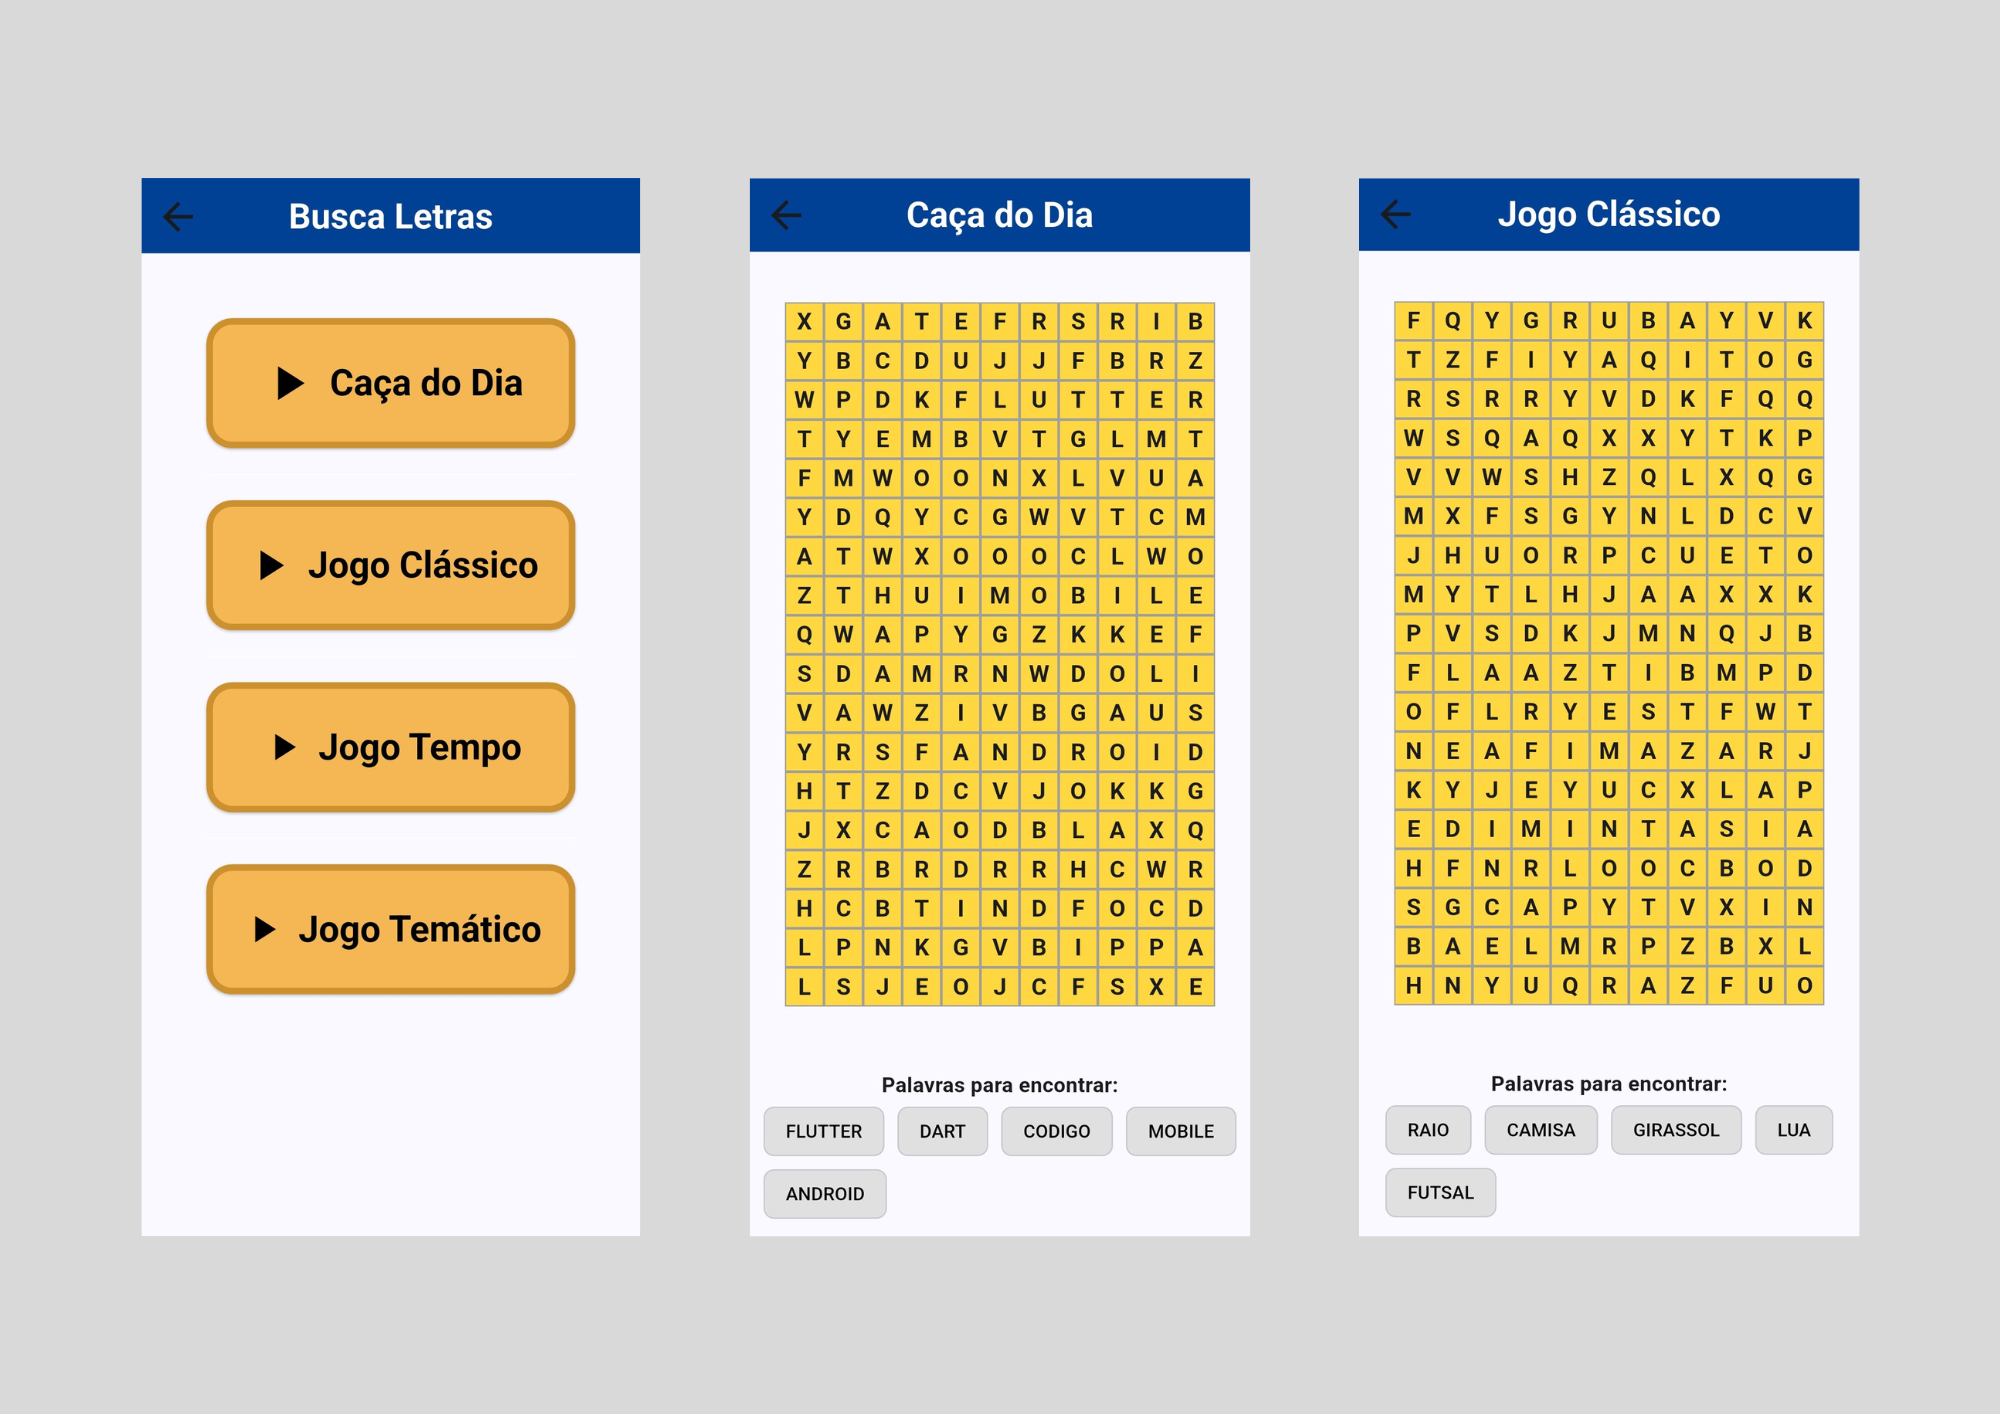 Busca Letras
Caça do Dia
Jogo Clássico
Jogo Tempo
Jogo Temático
Caça do Dia
X G A T E F R S R I B
Y B C D U J J F B R Z
W P D K F L U T T E R
T Y E M B V T G L M T
F M W O O N X L V U A
Y D Q Y C G W V T C M
A T W X O O O C L W O
Z T H U I M O B I L E
Q W A P Y G Z K K E F
S D A M R N W D O L I
V A W Z I V B G A U S
Y R S F A N D R O I D
H T Z D C V J O K K G
J X C A O D B L A X Q
Z R B R D R R H C W R
H C B T I N D F O C D
L P N K G V B I P P A
L S J E O J C F S X E
Palavras para encontrar:
FLUTTER DART CODIGO MOBILE
ANDROID
Jogo Clássico
F Q Y G R U B A Y V K
T Z F I Y A Q I T O G
R S R R Y V D K F Q Q
W S Q A Q X X Y T K P
V V W S H Z Q L X Q G
M X F S G Y N L D C V
J H U O R P C U E T O
M Y T L H J A A X X K
P V S D K J M N Q J B
F L A A Z T I B M P D
O F L R Y E S T F W T
N E A F I M A Z A R J
K Y J E Y U C X L A P
E D I M I N T A S I A
H F N R L O O C B O D
S G C A P Y T V X I N
B A E L M R P Z B X L
H N Y U Q R A Z F U O
Palavras para encontrar:
RAIO CAMISA GIRASSOL LUA
FUTSAL